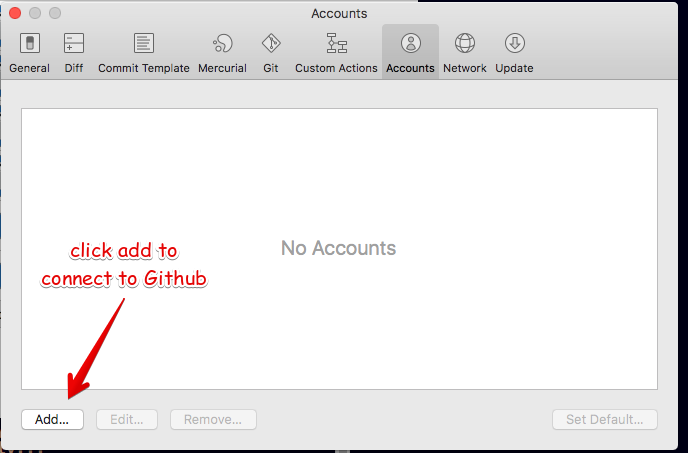 Accounts
General Diff Commit Template Mercurial Git Custom Actions Accounts Network Update
No Accounts
click add to
connect to Github
Add... Edit... Remove... Set Default...